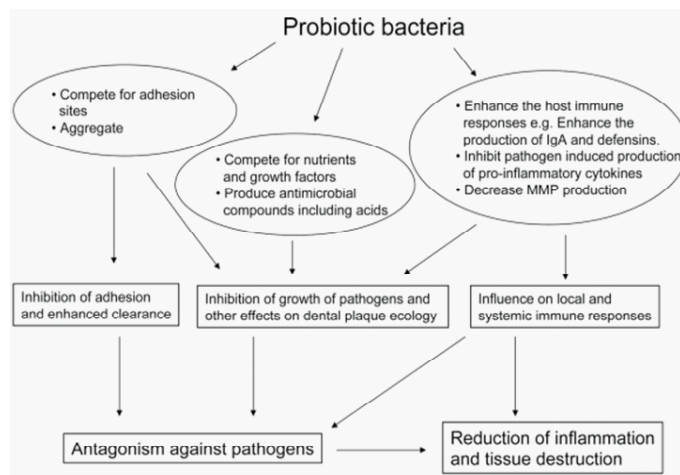 Probiotic bacteria
• Compete for adhesion
sites
• Aggregate
• Compete for nutrients
and growth factors
• Produce antimicrobial
compounds including acids
• Enhance the host immune
responses e.g. Enhance the
production of IgA and defensins.
• Inhibit pathogen induced production
of pro-inflammatory cytokines
• Decrease MMP production
Inhibition of adhesion
and enhanced clearance
Inhibition of growth of pathogens and
other effects on dental plaque ecology
Influence on local and
systemic immune responses
Antagonism against pathogens
Reduction of inflammation
and tissue destruction